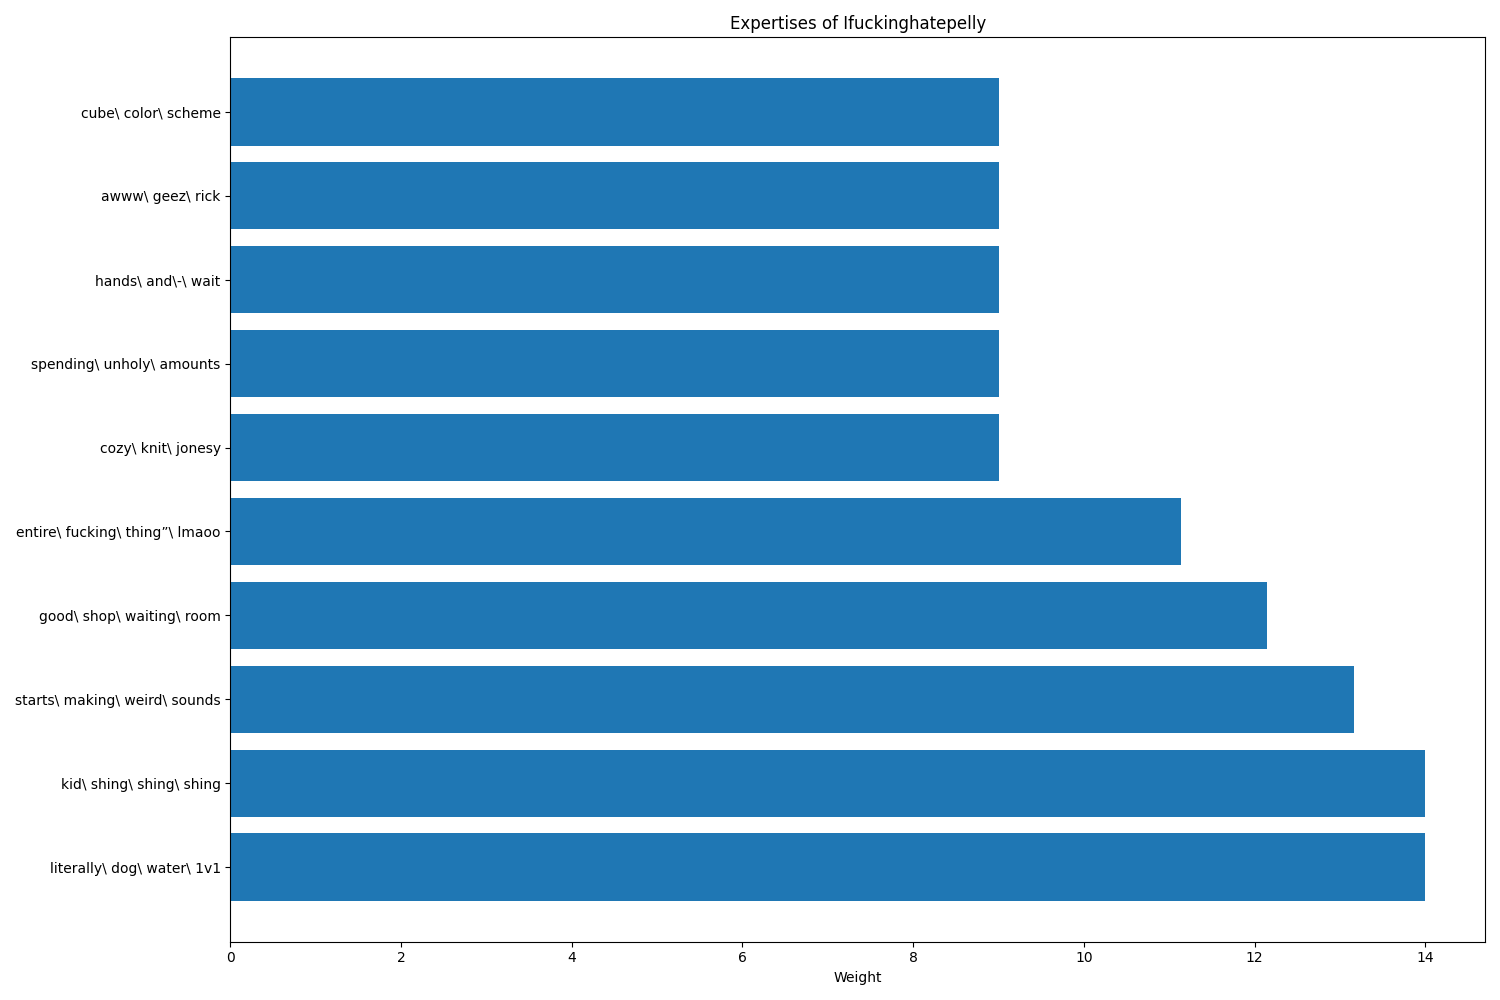 Expertises of Ifuckinghatepelly
cube\ color\ scheme
awww\ geez\ rick
hands\ and\-\ wait
spending\ unholy\ amounts
cozy\ knit\ jonesy
entire\ fucking\ thing”\ lmaoo
good\ shop\ waiting\ room
starts\ making\ weird\ sounds
kid\ shing\ shing\ shing
literally\ dog\ water\ 1v1
0 2 4 6 8 10 12 14
Weight